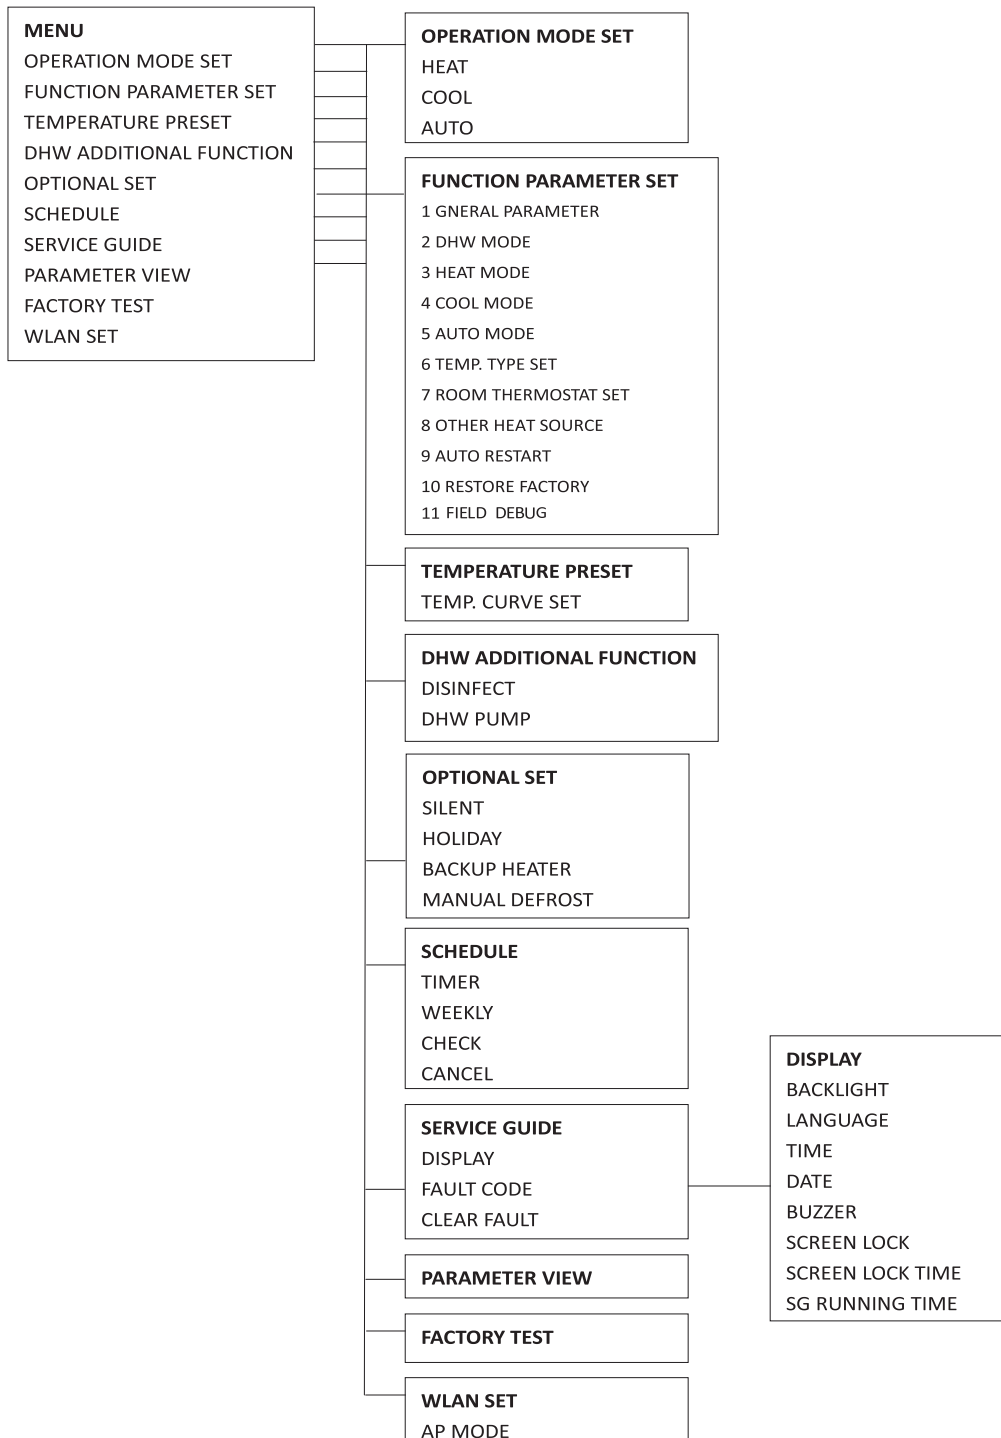 MENU
OPERATION MODE SET
FUNCTION PARAMETER SET
TEMPERATURE PRESET
DHW ADDITIONAL FUNCTION
OPTIONAL SET
SCHEDULE
SERVICE GUIDE
PARAMETER VIEW
FACTORY TEST
WLAN SET
OPERATION MODE SET
HEAT
COOL
AUTO
FUNCTION PARAMETER SET
1 GNERAL PARAMETER
2 DHW MODE
3 HEAT MODE
4 COOL MODE
5 AUTO MODE
6 TEMP. TYPE SET
7 ROOM THERMOSTAT SET
8 OTHER HEAT SOURCE
9 AUTO RESTART
10 RESTORE FACTORY
11 FIELD DEBUG
TEMPERATURE PRESET
TEMP. CURVE SET
DHW ADDITIONAL FUNCTION
DISINFECT
DHW PUMP
OPTIONAL SET
SILENT
HOLIDAY
BACKUP HEATER
MANUAL DEFROST
SCHEDULE
TIMER
WEEKLY
CHECK
CANCEL
SERVICE GUIDE
DISPLAY
FAULT CODE
CLEAR FAULT
DISPLAY
BACKLIGHT
LANGUAGE
TIME
DATE
BUZZER
SCREEN LOCK
SCREEN LOCK TIME
SG RUNNING TIME
PARAMETER VIEW
FACTORY TEST
WLAN SET
AP MODE